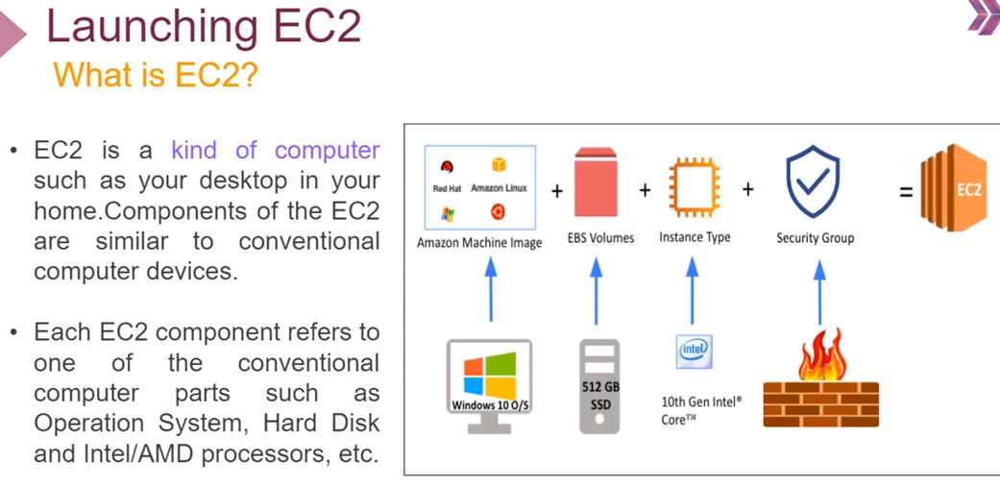 Launching EC2
What is EC2?
• EC2 is a kind of computer
such as your desktop in your
home.Components of the EC2
are similar to conventional
computer devices.
• Each EC2 component refers to
one of the conventional
computer parts such as
Operation System, Hard Disk
and Intel/AMD processors, etc.
Red Hat Amazon Linux
+ + + = EC2
Amazon Machine Image EBS Volumes Instance Type Security Group
Windows 10 O/S
512 GB
SSD
intel
10th Gen Intel®
Core™